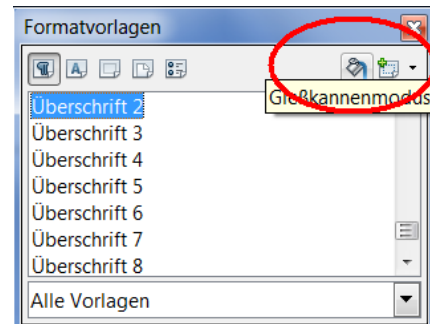 Formatvorlagen
Gießkannenmodus
Überschrift 2
Überschrift 3
Überschrift 4
Überschrift 5
Überschrift 6
Überschrift 7
Überschrift 8
Alle Vorlagen